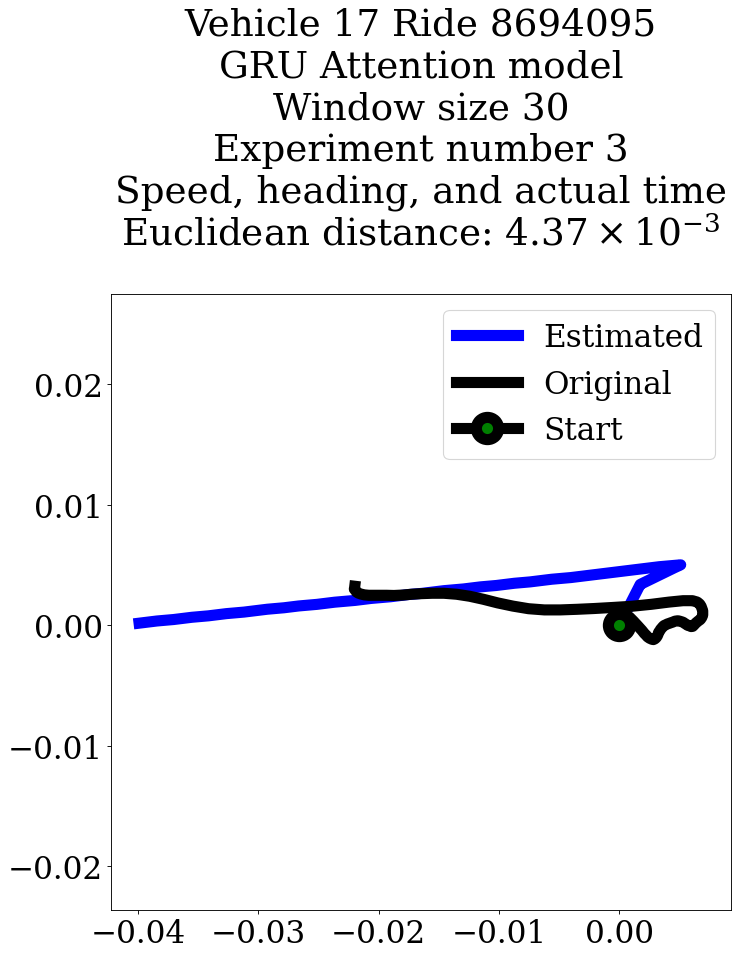 Vehicle 17 Ride 8694095
GRU Attention model
Window size 30
Experiment number 3
Speed, heading, and actual time
Euclidean distance: 4.37 × 10⁻³
Estimated
Original
Start
0.02
0.01
0.00
−0.01
−0.02
−0.04 −0.03 −0.02 −0.01 0.00